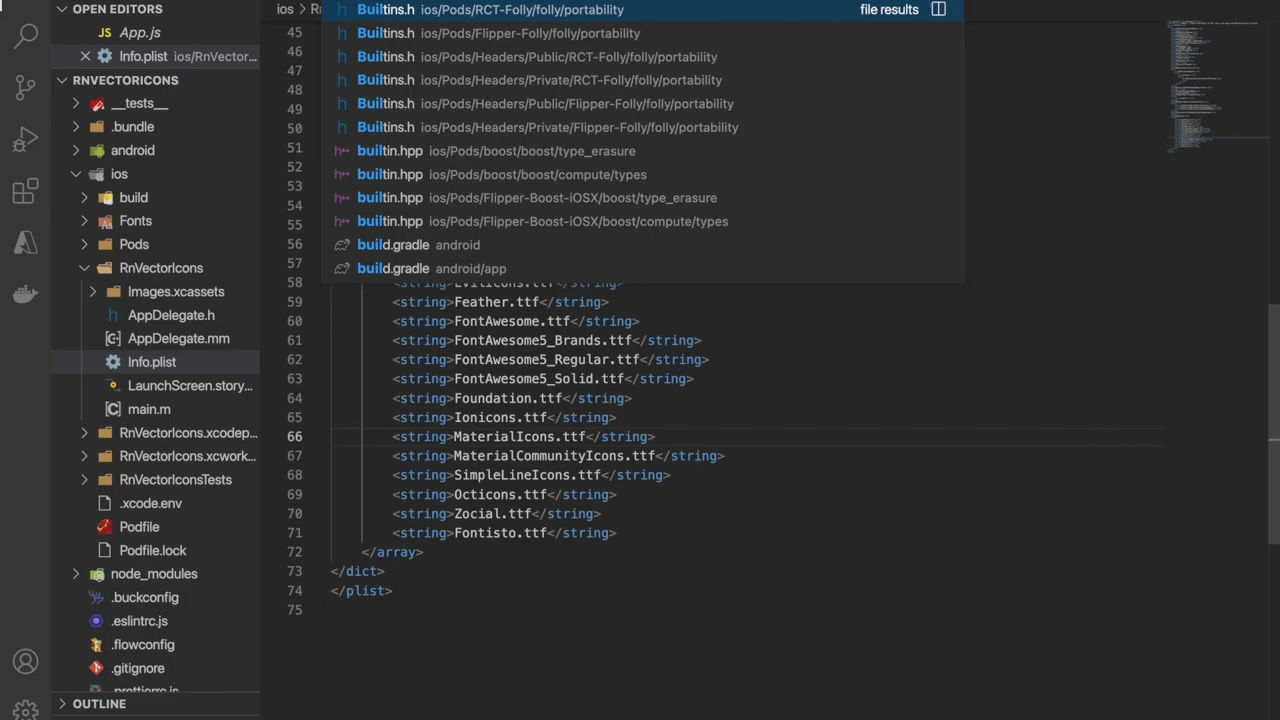 OPEN EDITORS
App.js
Info.plist ios/RnVector...
RNVECTORICONS
__tests__
.bundle
android
ios
build
Fonts
Pods
RnVectorIcons
Images.xcassets
AppDelegate.h
AppDelegate.mm
Info.plist
LaunchScreen.story...
main.m
RnVectorIcons.xcodep...
RnVectorIcons.xcwork...
RnVectorIconsTests
.xcode.env
Podfile
Podfile.lock
node_modules
.buckconfig
.eslintrc.js
.flowconfig
.gitignore
.prettierrc.js
OUTLINE
ios > R
Builtins.h ios/Pods/RCT-Folly/folly/portability file results
Builtins.h ios/Pods/Flipper-Folly/folly/portability
Builtins.h ios/Pods/Headers/Public/RCT-Folly/folly/portability
Builtins.h ios/Pods/Headers/Private/RCT-Folly/folly/portability
Builtins.h ios/Pods/Headers/Public/Flipper-Folly/folly/portability
Builtins.h ios/Pods/Headers/Private/Flipper-Folly/folly/portability
builtin.hpp ios/Pods/boost/boost/type_erasure
builtin.hpp ios/Pods/boost/boost/compute/types
builtin.hpp ios/Pods/Flipper-Boost-iOSX/boost/type_erasure
builtin.hpp ios/Pods/Flipper-Boost-iOSX/boost/compute/types
build.gradle android
build.gradle android/app
45
46
47
48
49
50
51
52
53
54
55
56
57
58 <string>EvilIcons.ttf</string>
59 <string>Feather.ttf</string>
60 <string>FontAwesome.ttf</string>
61 <string>FontAwesome5_Brands.ttf</string>
62 <string>FontAwesome5_Regular.ttf</string>
63 <string>FontAwesome5_Solid.ttf</string>
64 <string>Foundation.ttf</string>
65 <string>Ionicons.ttf</string>
66 <string>MaterialIcons.ttf</string>
67 <string>MaterialCommunityIcons.ttf</string>
68 <string>SimpleLineIcons.ttf</string>
69 <string>Octicons.ttf</string>
70 <string>Zocial.ttf</string>
71 <string>Fontisto.ttf</string>
72 </array>
73 </dict>
74 </plist>
75